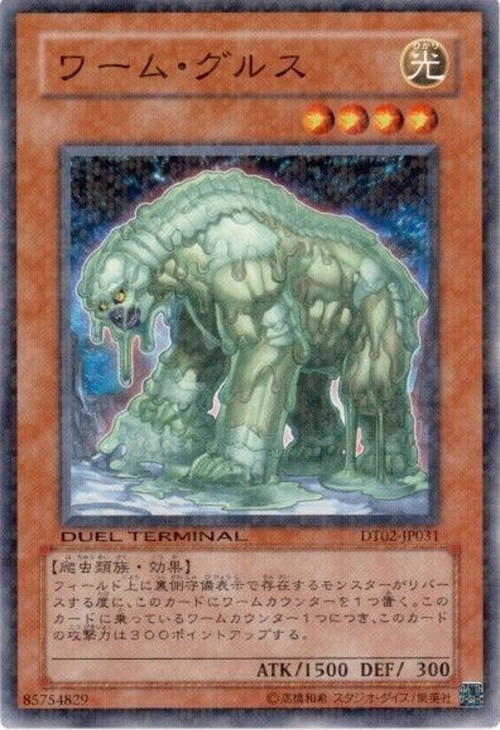 ワーム・グルス
ひかり
光
DUEL TERMINAL
DT02-JP031
【爬虫類族・効果】
フィールド上に裏側守備表示で存在するモンスターがリバー
スする度に、このカードにワームカウンターを1つ置く。この
カードに乗っているワームカウンター1つにつき、このカード
の攻撃力は300ポイントアップする。
ATK/1500 DEF/ 300
85754829
©高橋和希 スタジオ・ダイス/集英社